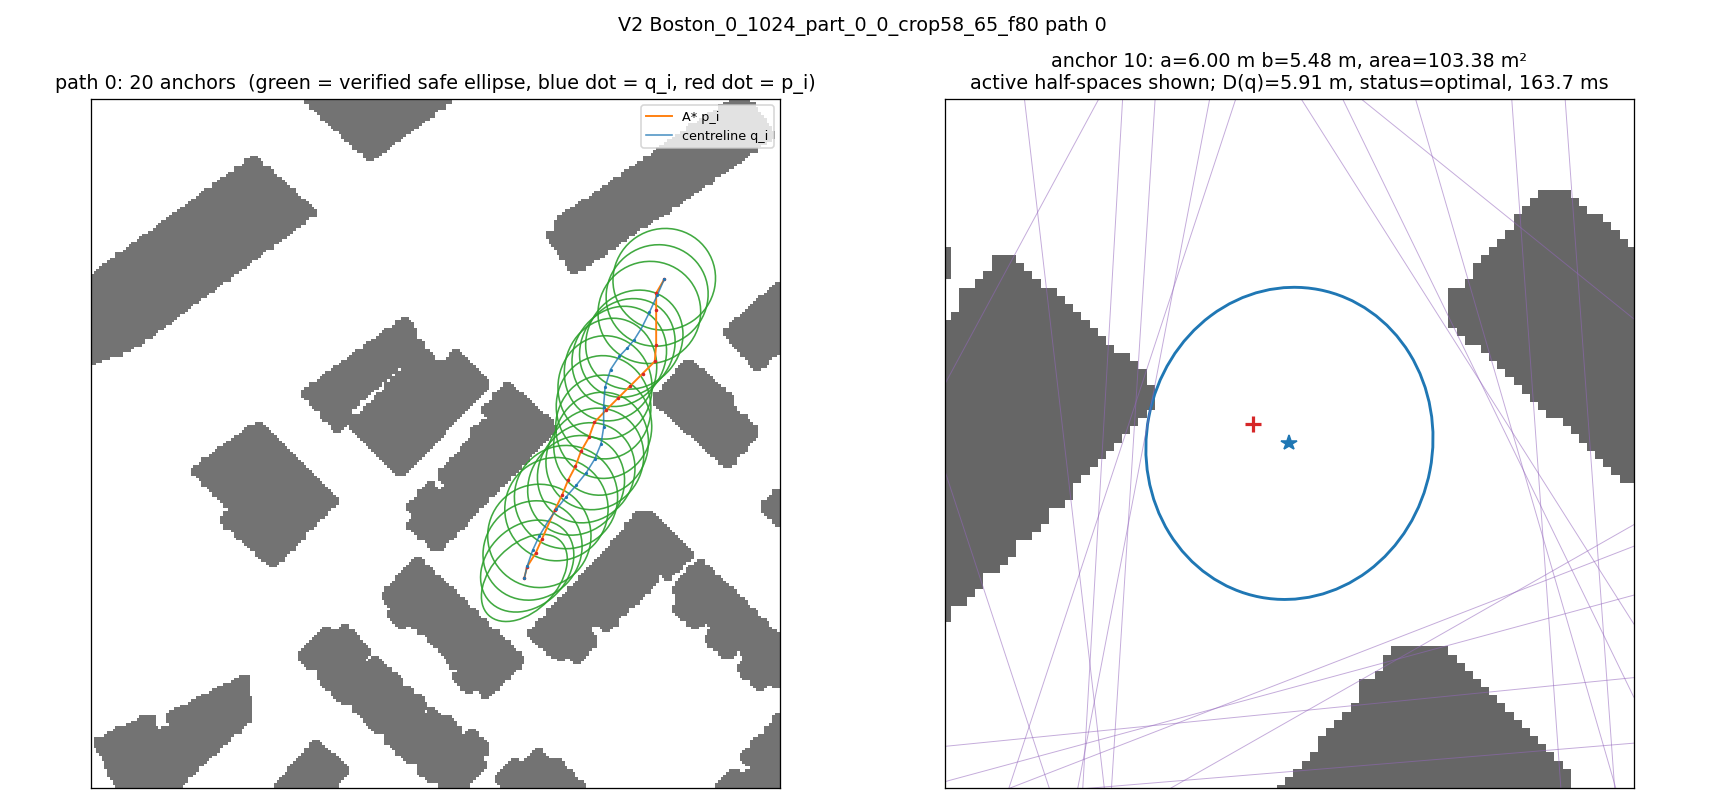 V2 Boston_0_1024_part_0_0_crop58_65_f80 path 0
path 0: 20 anchors  (green = verified safe ellipse, blue dot = q_i, red dot = p_i)
A* p_i
centreline q_i
anchor 10: a=6.00 m b=5.48 m, area=103.38 m²
active half-spaces shown; D(q)=5.91 m, status=optimal, 163.7 ms